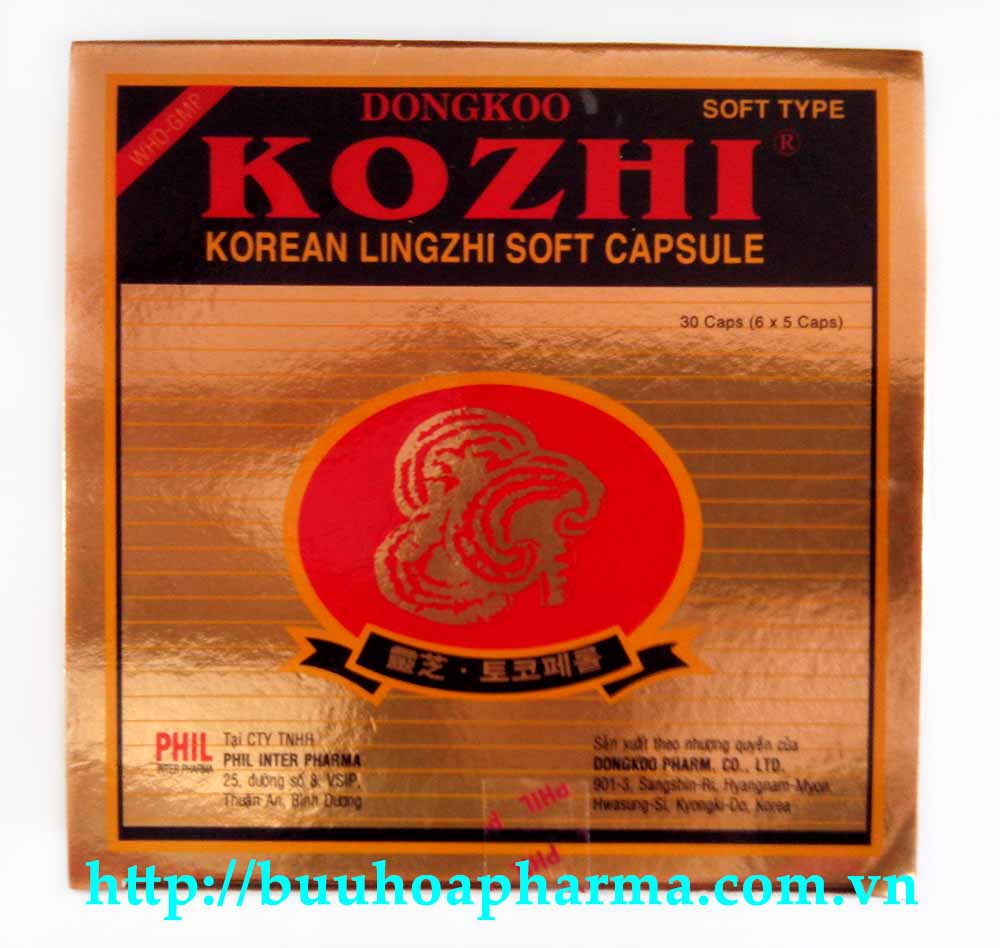 WHO-GMP
DONGKOO
SOFT TYPE
KOZHI®
KOREAN LINGZHI SOFT CAPSULE
30 Caps (6 x 5 Caps)
靈芝 · 토코페롤
PHIL
INTER PHARMA
Tại CTY TNHH
PHIL INTER PHARMA
25, đường số 8, VSIP,
Thuận An, Bình Dương
Sản xuất theo nhượng quyền của
DONGKOO PHARM. CO., LTD.
901-3, Sangshin-Ri, Hyangnam-Myon,
Hwasung-Si, Kyongki-Do, Korea
PHIL P
PHI
http://buuhoapharma.com.vn